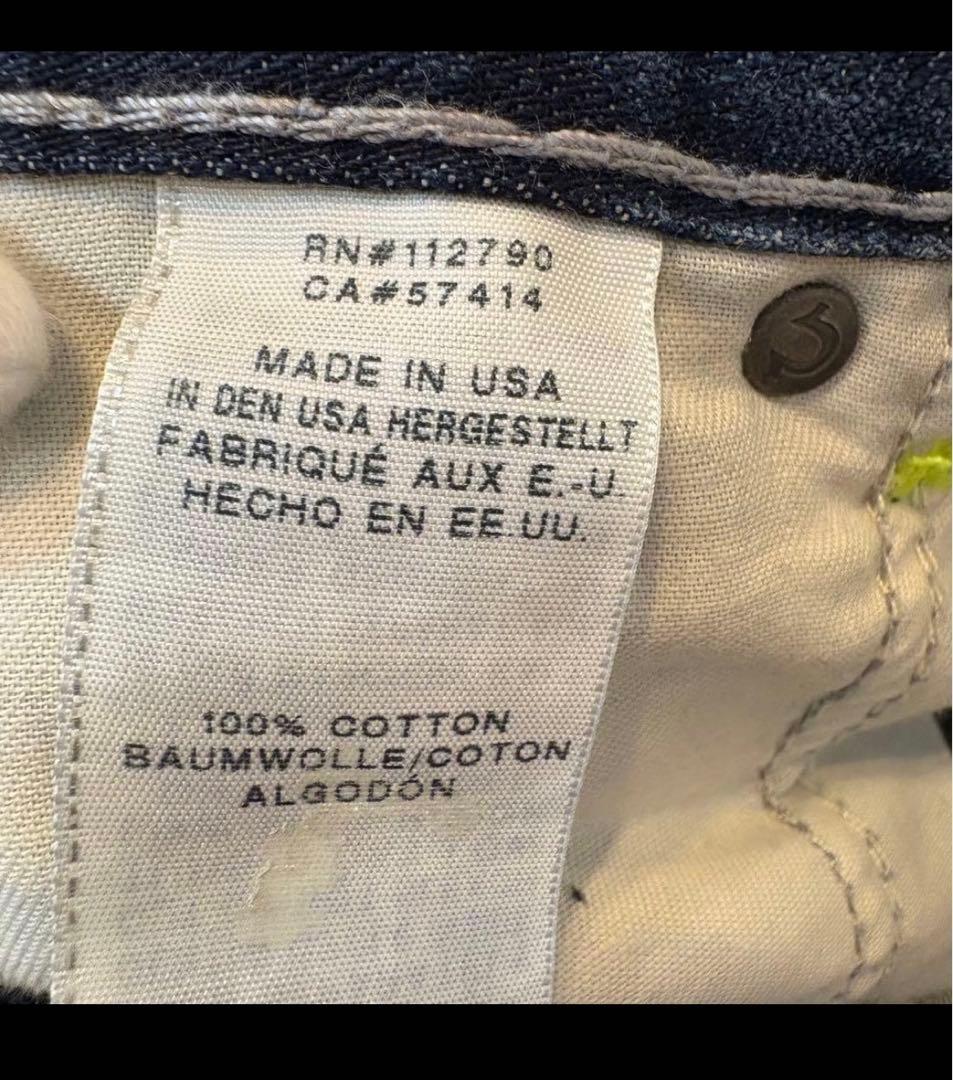 RN#112790
CA#57414
MADE IN USA
IN DEN USA HERGESTELLT
FABRIQUÉ AUX E.-U.
HECHO EN EE.UU.
100% COTTON
BAUMWOLLE/COTON
ALGODÓN